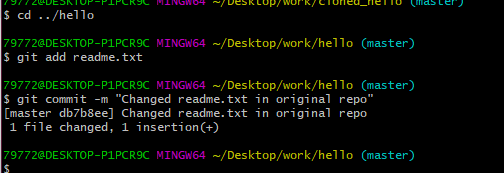 79772@DESKTOP-P1PCR9C MINGW64 ~/Desktop/work/cloned_hello (master)
$ cd ../hello
79772@DESKTOP-P1PCR9C MINGW64 ~/Desktop/work/hello (master)
$ git add readme.txt
79772@DESKTOP-P1PCR9C MINGW64 ~/Desktop/work/hello (master)
$ git commit -m "Changed readme.txt in original repo"
[master db7b8ee] Changed readme.txt in original repo
 1 file changed, 1 insertion(+)
79772@DESKTOP-P1PCR9C MINGW64 ~/Desktop/work/hello (master)
$